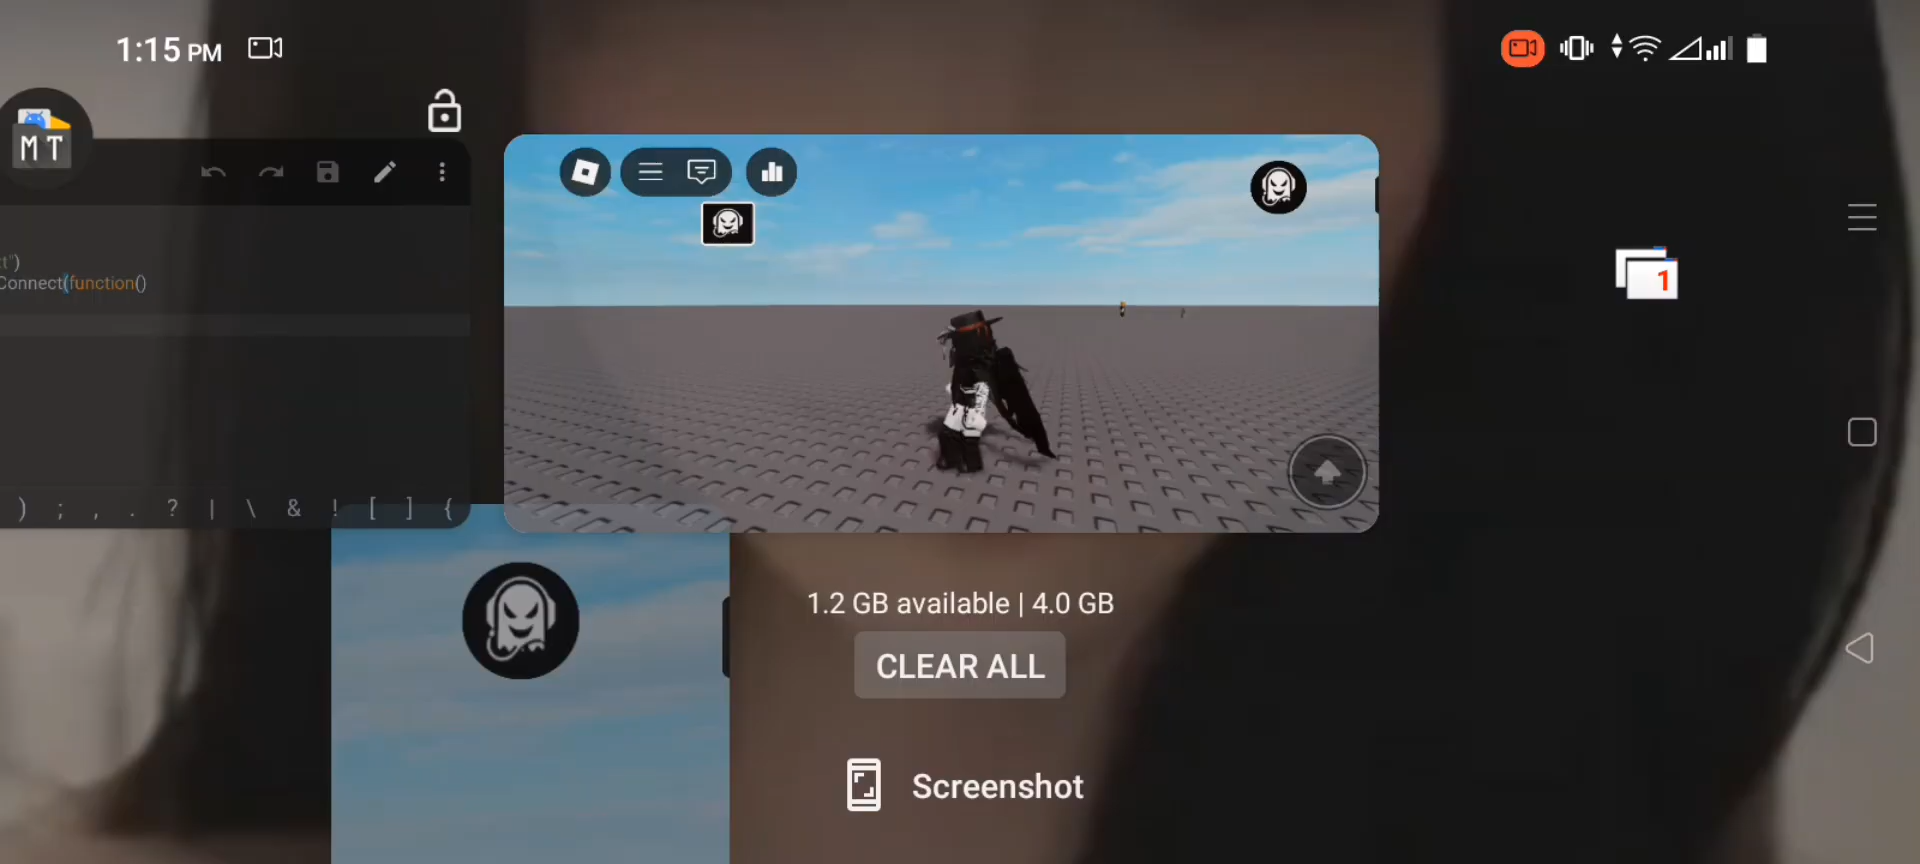 1:15 PM
MT
1
t")
Connect(function()
) ; , . ? | \ & ! [ ] {
1.2 GB available | 4.0 GB
CLEAR ALL
Screenshot